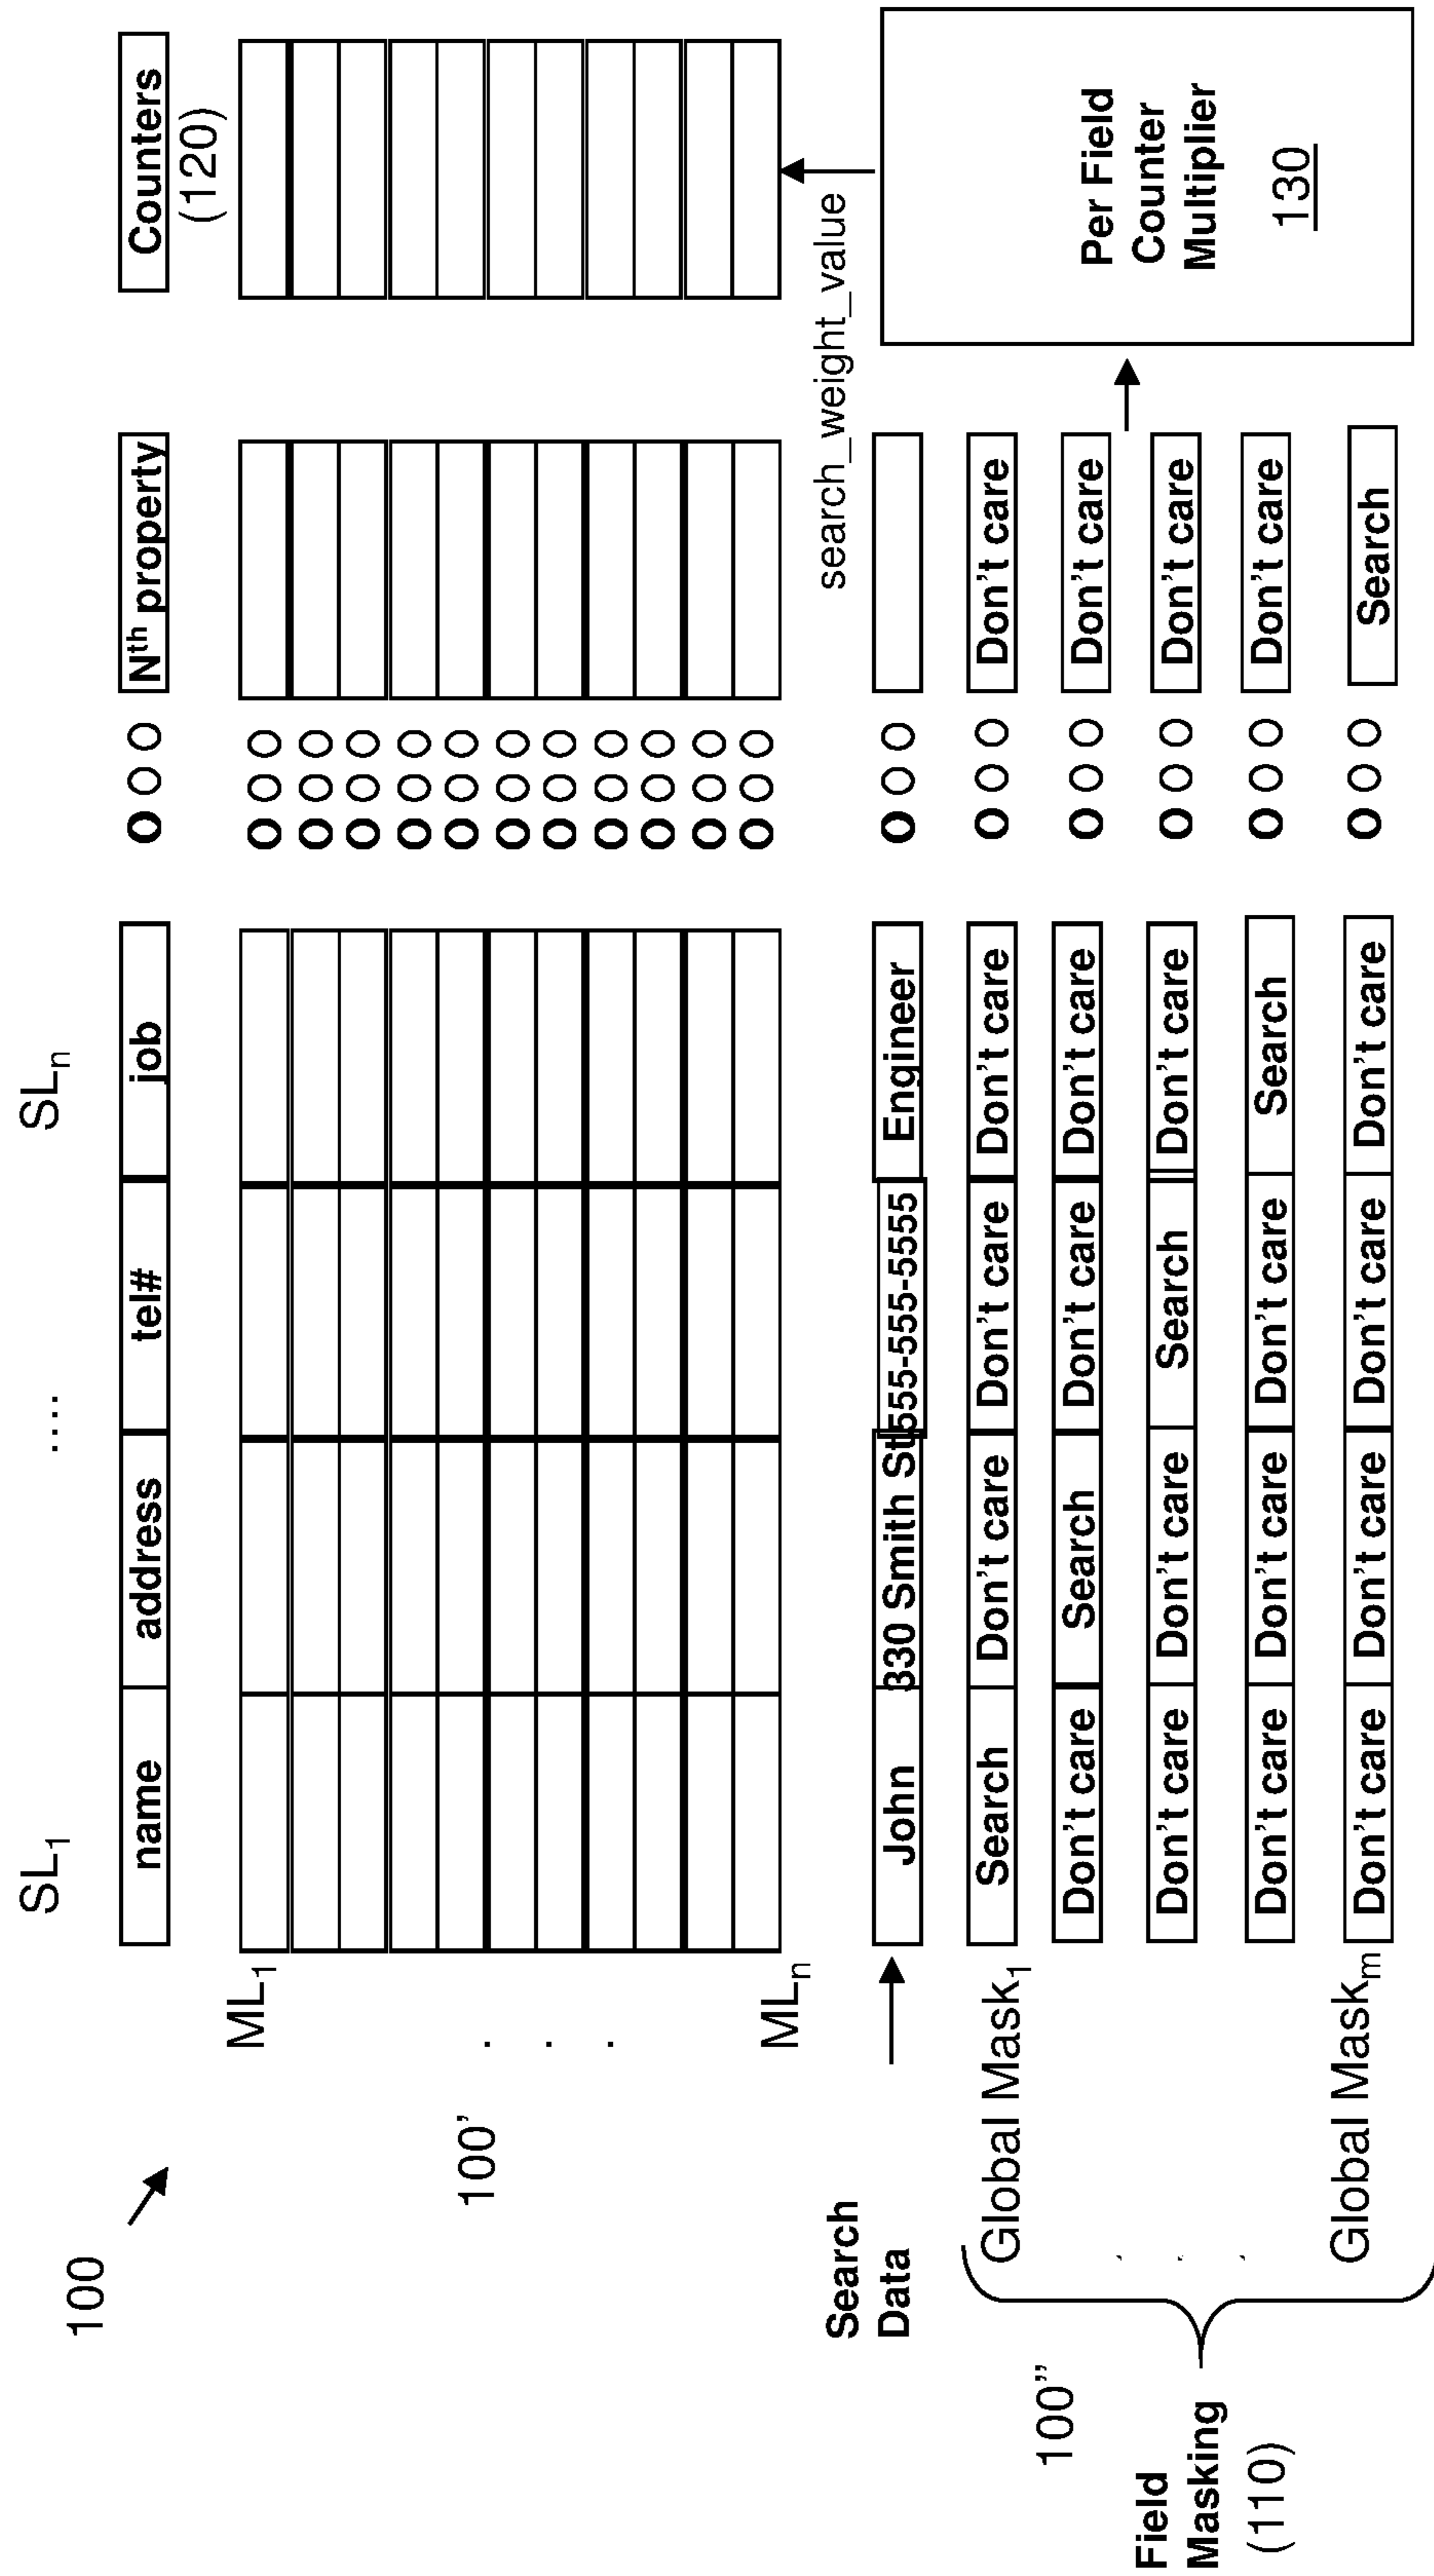 100
SL1 .... SLn
name address tel# job Nth property Counters
(120)
ML1
100'
MLn
search_weight_value
Search
Data
John 330 Smith St 555-555-5555 Engineer
Global Mask1 Search Don't care Don't care Don't care Don't care
Don't care Search Don't care Don't care Don't care
Don't care Don't care Search Don't care Don't care
Don't care Don't care Don't care Search Don't care
Global Maskm Don't care Don't care Don't care Don't care Search
100"
Field
Masking
(110)
Per Field
Counter
Multiplier
130